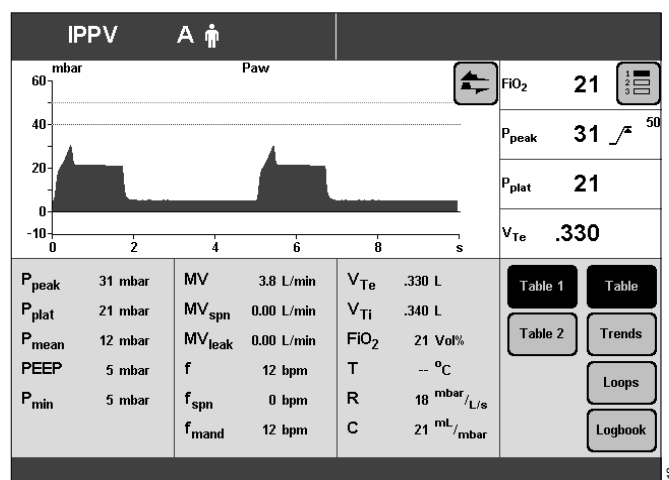 IPPV A
mbar Paw
60
40
20
0
-10
0 2 4 6 8 s
FiO2 21
1
2
3
Ppeak 31 50
Pplat 21
VTe .330
Ppeak 31 mbar
Pplat 21 mbar
Pmean 12 mbar
PEEP 5 mbar
Pmin 5 mbar
MV 3.8 L/min
MVspn 0.00 L/min
MVleak 0.00 L/min
f 12 bpm
fspn 0 bpm
fmand 12 bpm
VTe .330 L
VTi .340 L
FiO2 21 Vol%
T -- °C
R 18 mbar/L/s
C 21 mL/mbar
Table 1 Table
Table 2 Trends
Loops
Logbook